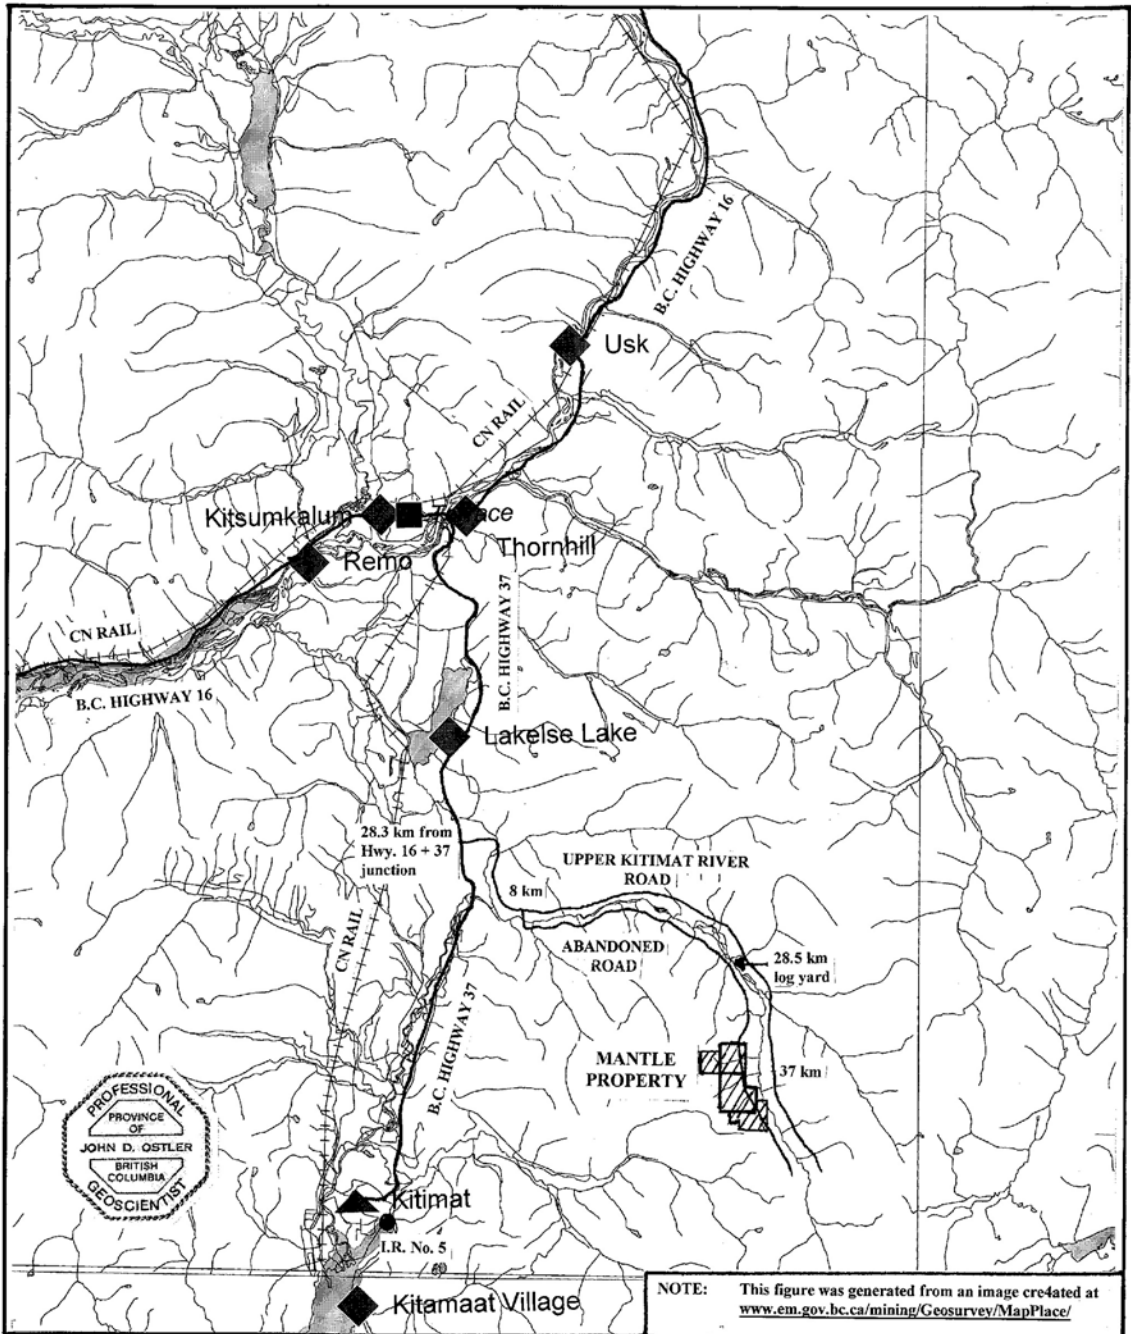 B.C. HIGHWAY 16
Usk
CN RAIL
Kitsumkalum
Terrace
Thornhill
Remo
B.C. HIGHWAY 37
CN RAIL
B.C. HIGHWAY 16
Lakelse Lake
28.3 km from
Hwy. 16 + 37
junction
UPPER KITIMAT RIVER
ROAD
8 km
ABANDONED
ROAD
28.5 km
log yard
CN RAIL
B.C. HIGHWAY 37
MANTLE
PROPERTY
37 km
PROFESSIONAL
PROVINCE
OF
JOHN D. OSTLER
BRITISH
COLUMBIA
GEOSCIENTIST
Kitimat
I.R. No. 5
Kitamaat Village
NOTE: This figure was generated from an image cre4ated at
www.em.gov.bc.ca/mining/Geosurvey/MapPlace/